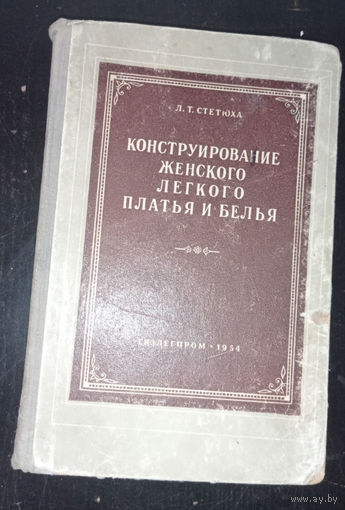 Л. Т. СТЕТЮХА
КОНСТРУИРОВАНИЕ
ЖЕНСКОГО
ЛЕГКОГО
ПЛАТЬЯ И БЕЛЬЯ
ГИЗЛЕГПРОМ • 1954
© www.ay.by